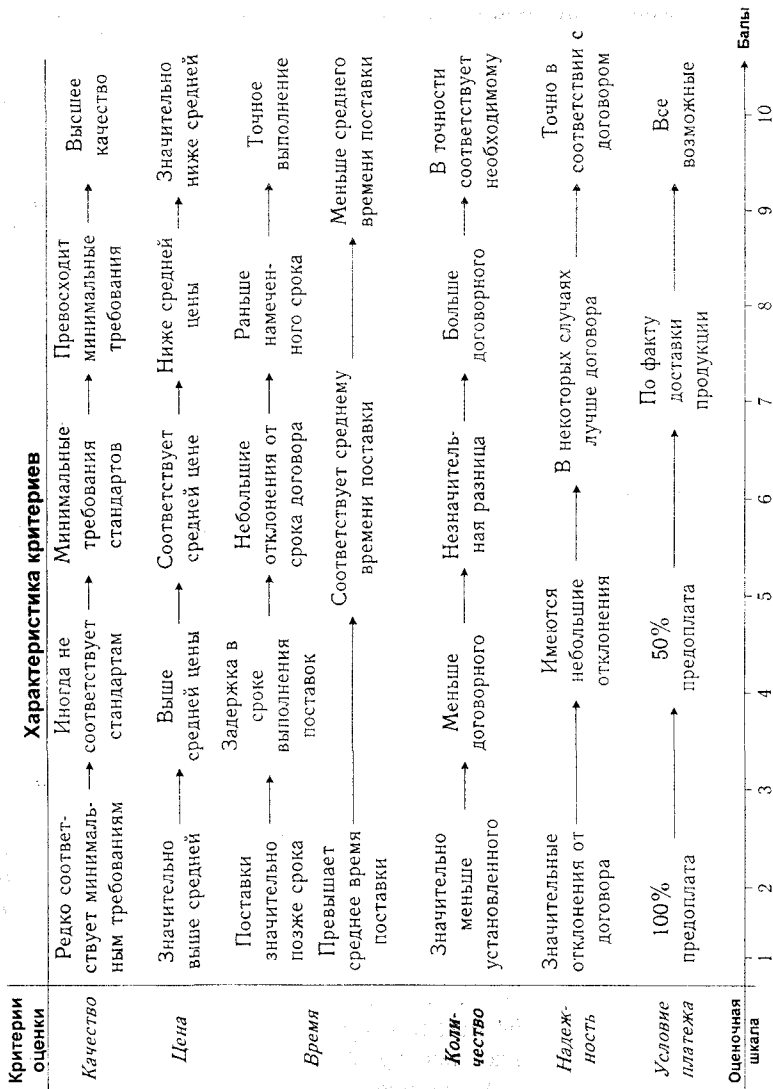 Характеристика критериев
Критерии
оценки
Качество
Редко соответ-
ствует минималь-
ным требованиям
Иногда не
соответствует
стандартам
Минимальные
требования
стандартов
Превосходит
минимальные
требования
Высшее
качество
Цена
Значительно
выше средней
Выше
средней цены
Соответствует
средней цене
Ниже средней
цены
Значительно
ниже средней
Время
Поставки
значительно
позже срока
Задержка в
сроке
выполнения
поставок
Небольшие
отклонения от
срока договора
Раньше
намечен-
ного срока
Точное
выполнение
Превышает
среднее время
поставки
Соответствует среднему
времени поставки
Меньше среднего
времени поставки
Коли-
чество
Значительно
меньше
установленного
Меньше
договорного
Незначитель-
ная разница
Больше
договорного
В точности
соответствует
необходимому
Надеж-
ность
Значительные
отклонения от
договора
Имеются
небольшие
отклонения
В некоторых случаях
лучше договора
Точно в
соответствии с
договором
Условие
платежа
100%
предоплата
50%
предоплата
По факту
доставки
продукции
Все
возможные
Оценочная
шкала
1 2 3 4 5 6 7 8 9 10 Балы